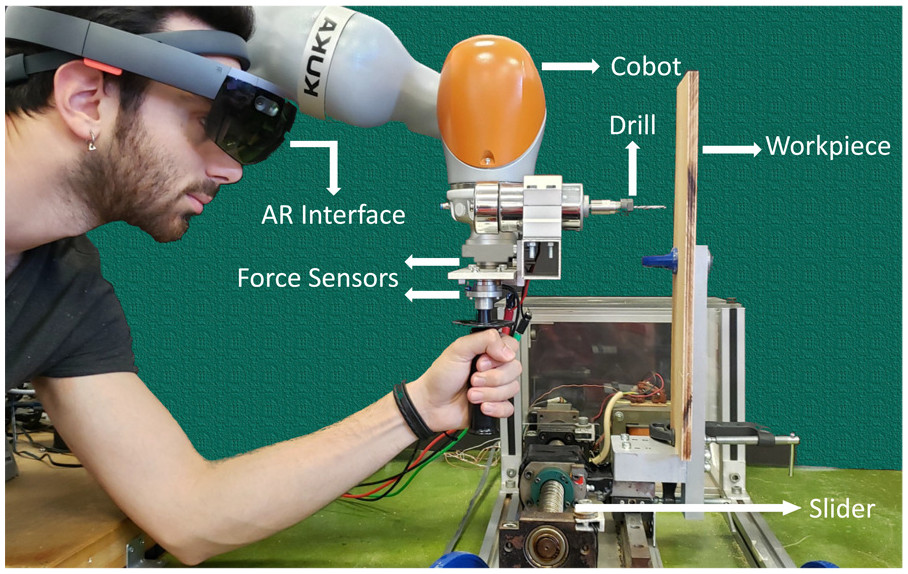 KUKA
Cobot
Drill
Workpiece
AR Interface
Force Sensors
Slider